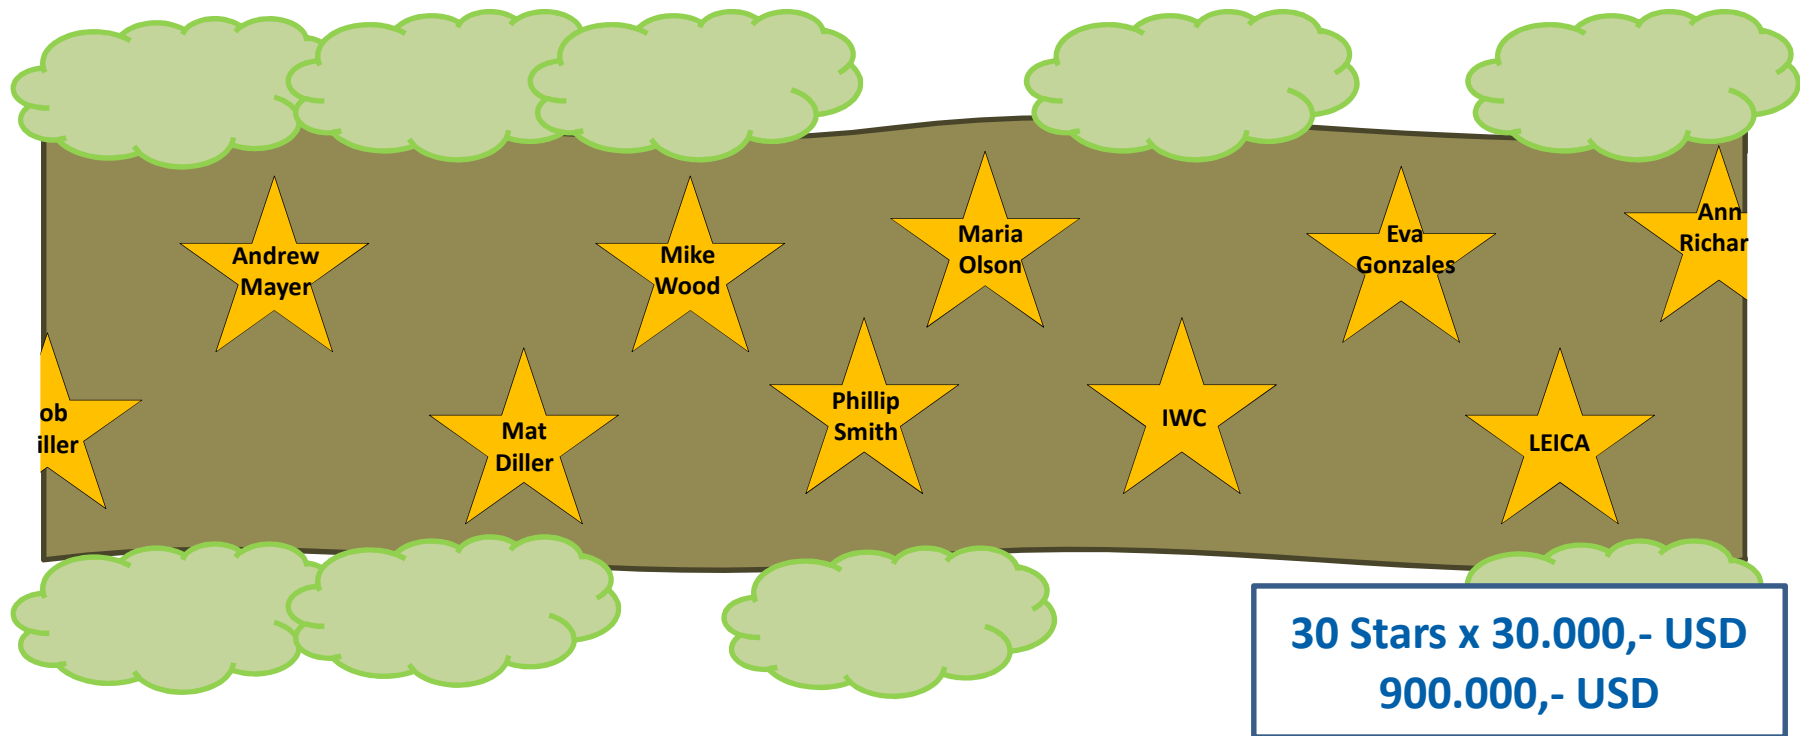 Andrew
Mayer
Mike
Wood
Maria
Olson
Eva
Gonzales
Ann
Richar
ob
iller
Mat
Diller
Phillip
Smith
IWC
LEICA
30 Stars x 30.000,- USD
900.000,- USD